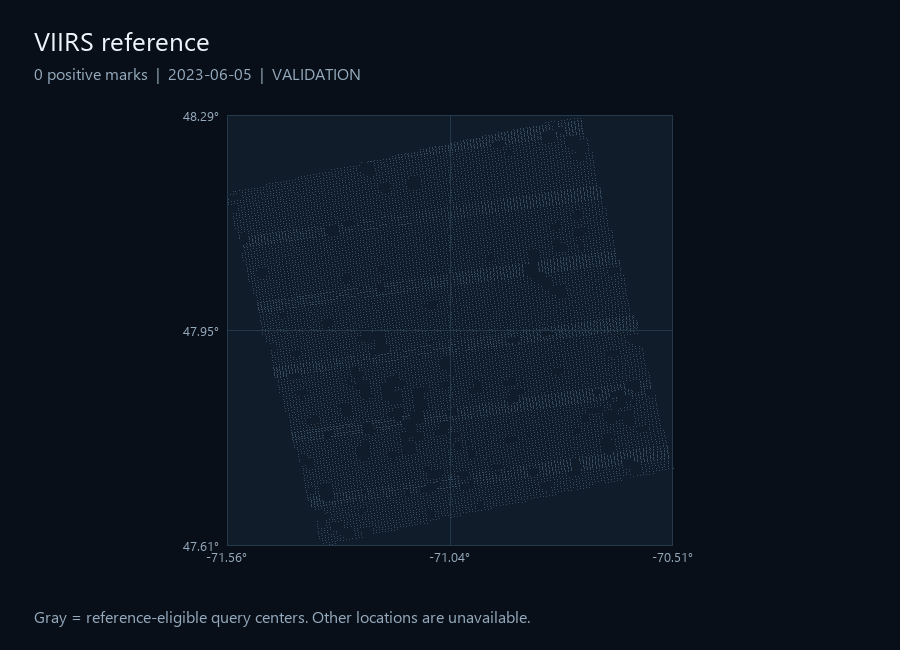 VIIRS reference
0 positive marks | 2023-06-05 | VALIDATION
48.29°
47.95°
47.61°
-71.56°
-71.04°
-70.51°
Gray = reference-eligible query centers. Other locations are unavailable.